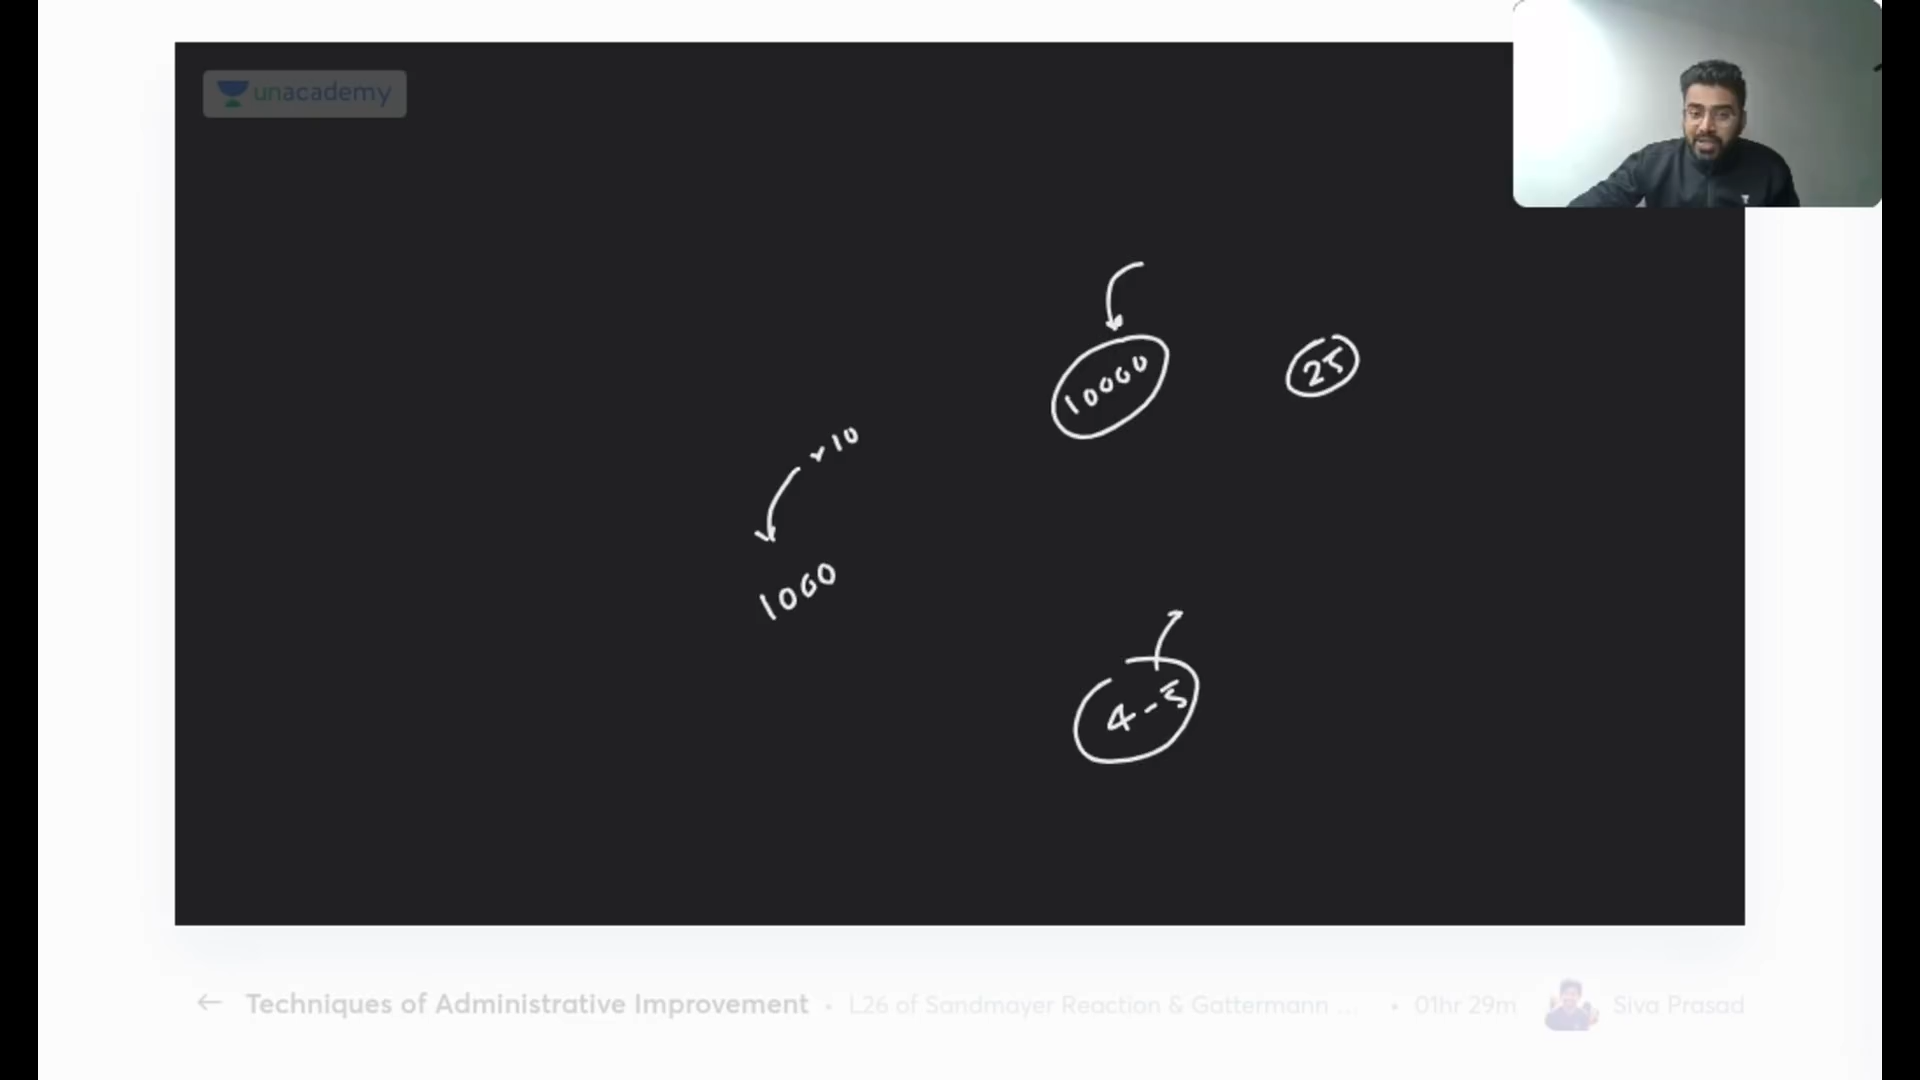 unacademy
10000
25
×10
1000
4-5
← Techniques of Administrative Improvement • L26 of Sandmayer Reaction & Gattermann ... • 01hr 29m Siva Prasad